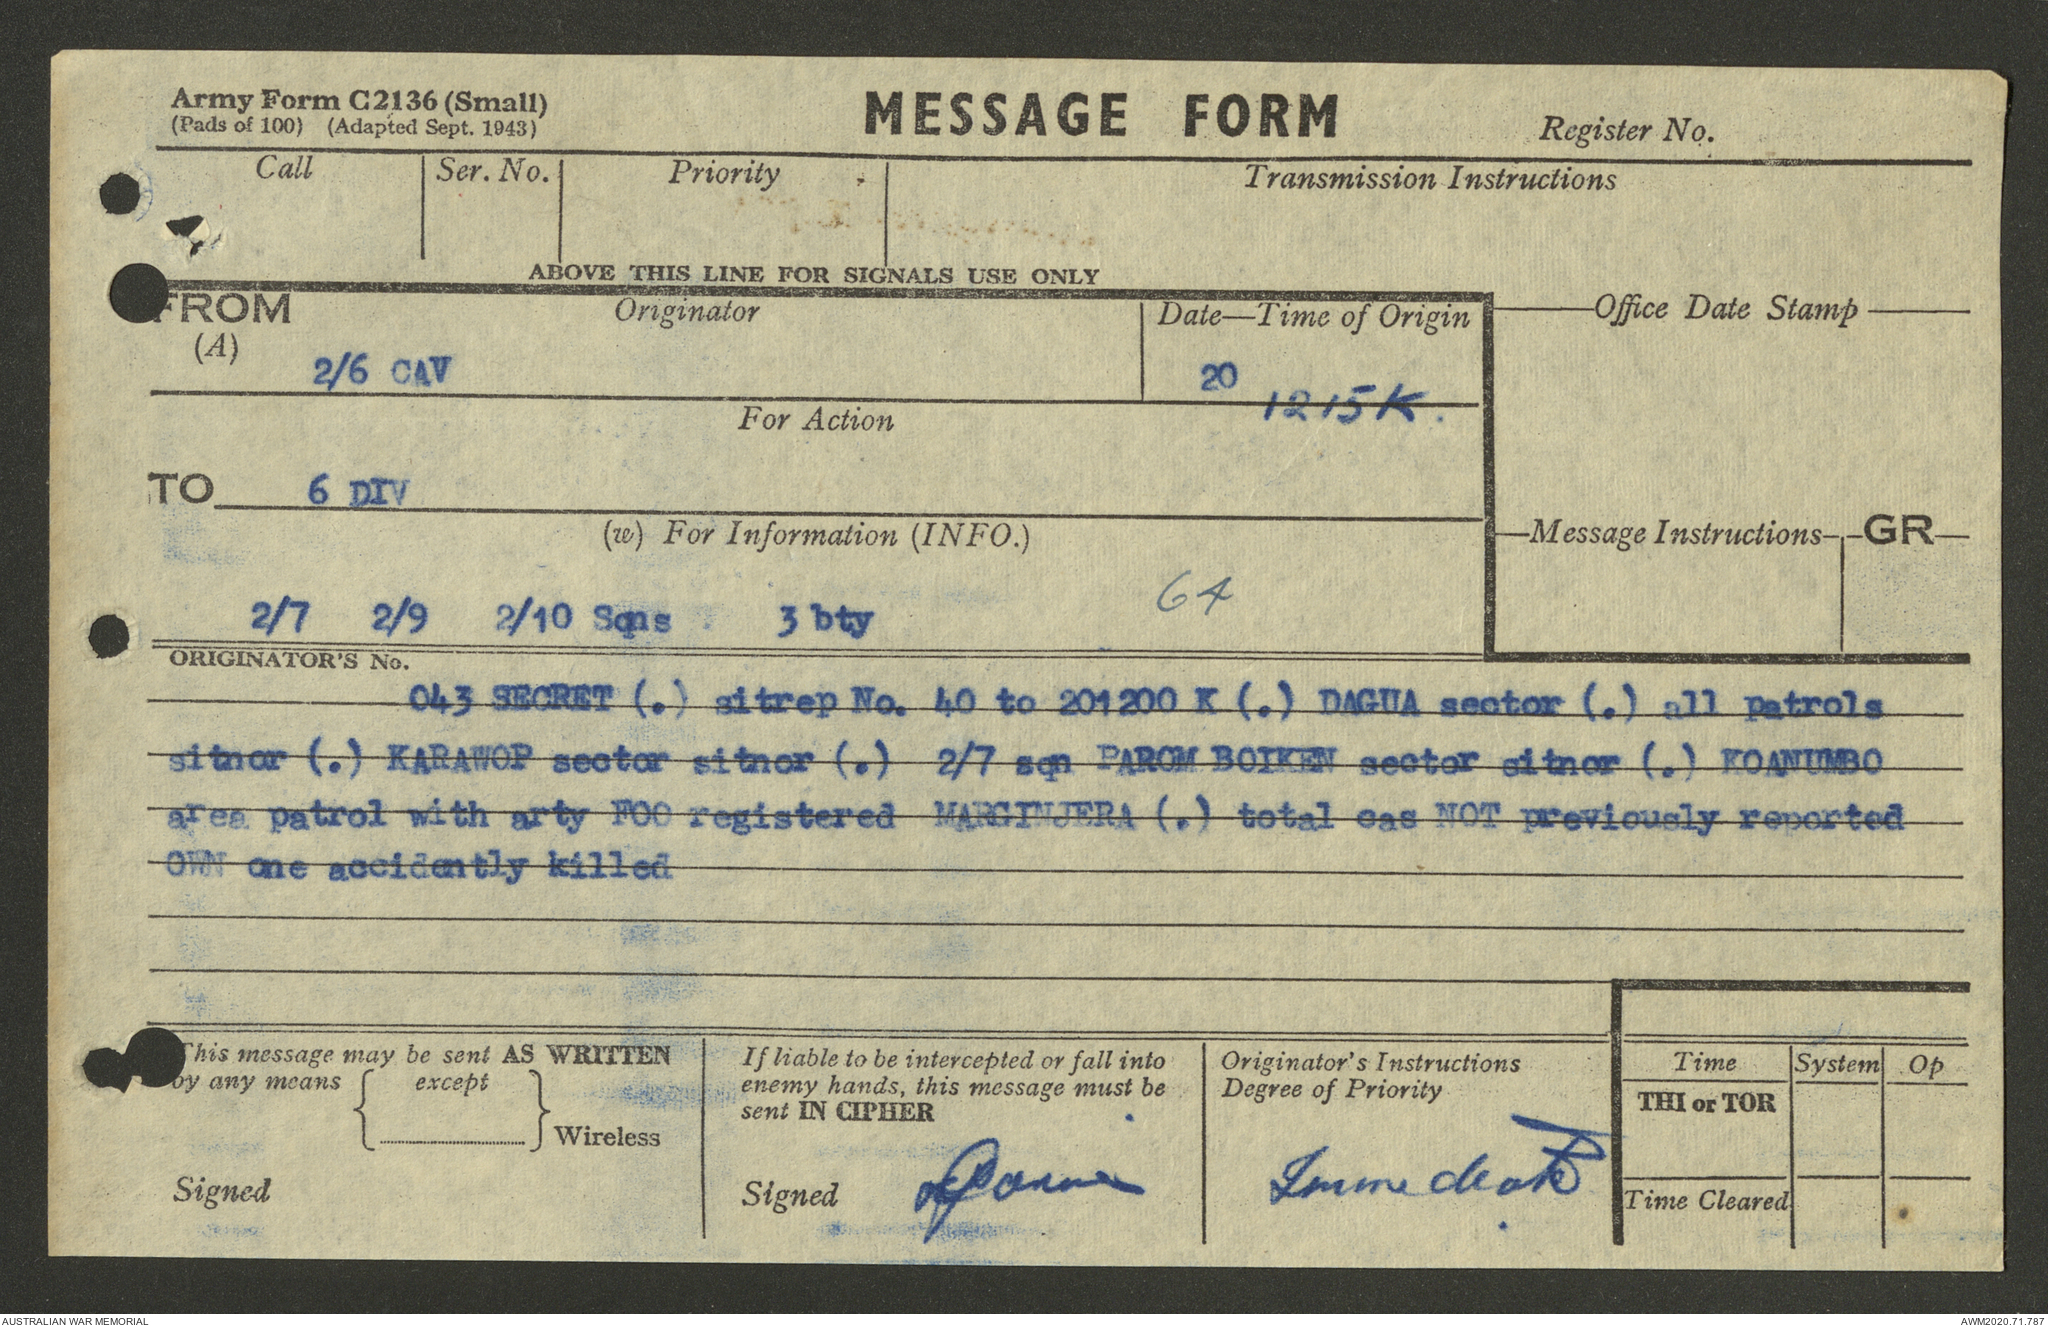 Army Form C2136 (Small)
(Pads of 100) (Adapted Sept. 1943)
MESSAGE FORM
Register No.
Call
Ser. No.
Priority
Transmission Instructions
ABOVE THIS LINE FOR SIGNALS USE ONLY
FROM
(A)
Originator
Date—Time of Origin
Office Date Stamp
2/6 CAV
20 1215K.
For Action
TO 6 DIV
(w) For Information (INFO.)
Message Instructions
GR
2/7 2/9 2/10 Sqns 3 bty
64
ORIGINATOR'S No.
043 SECRET (.) sitrep No. 40 to 201200 K (.) DAGUA sector (.) all patrols
sitnor (.) KARAWOP sector sitnor (.) 2/7 sqn PAROM BOIKEN sector sitnor (.) KOANUMBO
area patrol with arty FOO registered MARGINJERA (.) total cas NOT previously reported
OWN one accidently killed
This message may be sent AS WRITTEN
by any means { except } Wireless
Signed
If liable to be intercepted or fall into
enemy hands, this message must be
sent IN CIPHER
Signed
Originator's Instructions
Degree of Priority
Immediate
Time System Op
THI or TOR
Time Cleared
AUSTRALIAN WAR MEMORIAL
AWM2020.71.787